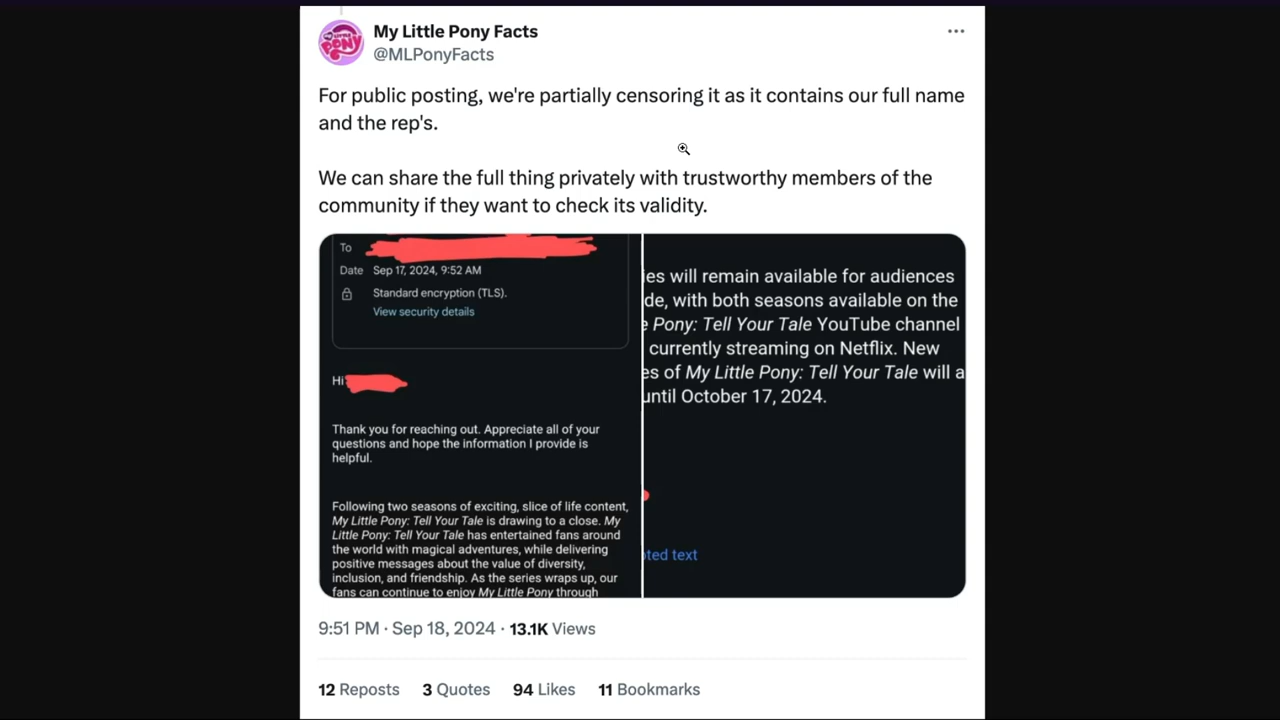 My Little Pony Facts
@MLPonyFacts
For public posting, we're partially censoring it as it contains our full name
and the rep's.
We can share the full thing privately with trustworthy members of the
community if they want to check its validity.
To
Date Sep 17, 2024, 9:52 AM
Standard encryption (TLS).
View security details
Hi
Thank you for reaching out. Appreciate all of your
questions and hope the information I provide is
helpful.
Following two seasons of exciting, slice of life content,
My Little Pony: Tell Your Tale is drawing to a close. My
Little Pony: Tell Your Tale has entertained fans around
the world with magical adventures, while delivering
positive messages about the value of diversity,
inclusion, and friendship. As the series wraps up, our
fans can continue to enjoy My Little Pony through
ies will remain available for audiences
de, with both seasons available on the
e Pony: Tell Your Tale YouTube channel
currently streaming on Netflix. New
es of My Little Pony: Tell Your Tale will a
until October 17, 2024.
oted text
9:51 PM · Sep 18, 2024 · 13.1K Views
12 Reposts 3 Quotes 94 Likes 11 Bookmarks